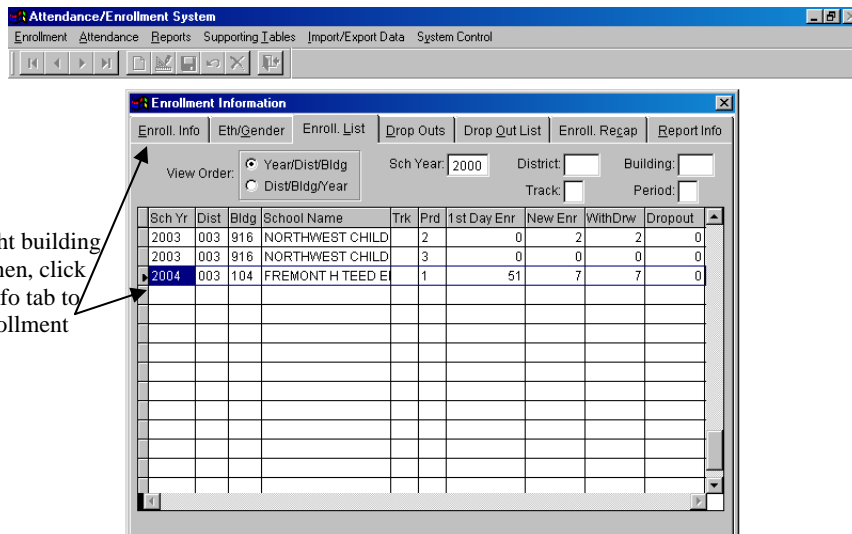 Attendance/Enrollment System
Enrollment Attendance Reports Supporting Tables Import/Export Data System Control
Enrollment Information
Enroll. Info Eth/Gender Enroll. List Drop Outs Drop Out List Enroll. Recap Report Info
View Order: Year/Dist/Bldg Dist/Bldg/Year Sch Year: 2000 District: Building:
Track: Period:
Sch Yr Dist Bldg School Name Trk Prd 1st Day Enr New Enr WithDrw Dropout
2003 003 916 NORTHWEST CHILD 2 0 2 2 0
2003 003 916 NORTHWEST CHILD 3 0 0 0 0
2004 003 104 FREMONT H TEED El 1 51 7 7 0
ht building
hen, click
fo tab to
ollment